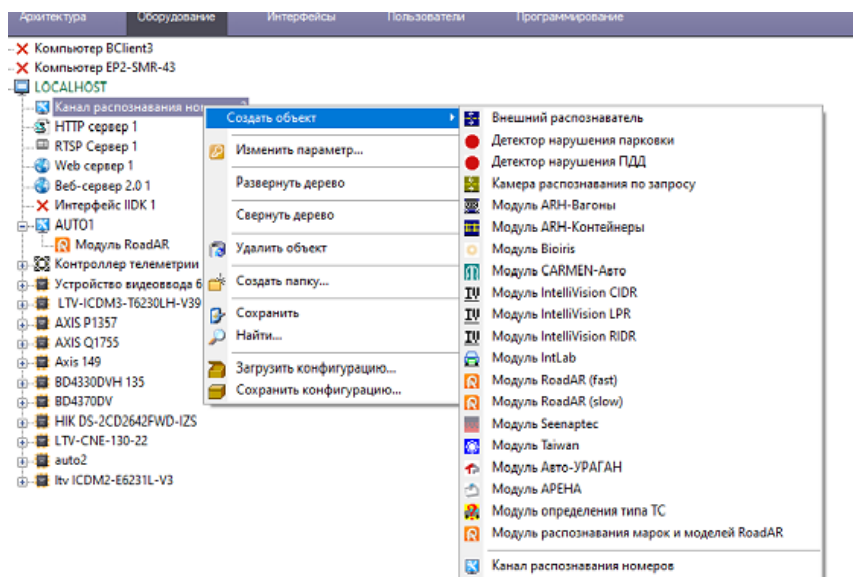 Архитектура Оборудование Интерфейсы Пользователи Программирование
Компьютер BClient3
Компьютер EP2-SMR-43
LOCALHOST
Канал распознавания
HTTP сервер 1
RTSP Сервер 1
Web сервер 1
Веб-сервер 2.0 1
Интерфейс IIDK 1
AUTO1
Модуль RoadAR
Контроллер телеметрии
Устройство видеоввода 6
LTV-ICDM3-T6230LH-V39
AXIS P1357
AXIS Q1755
Axis 149
BD4330DVH 135
BD4370DV
HIK DS-2CD2642FWD-IZS
LTV-CNE-130-22
auto2
ltv ICDM2-E6231L-V3
Создать объект
Изменить параметр...
Развернуть дерево
Свернуть дерево
Удалить объект
Создать папку...
Сохранить
Найти...
Загрузить конфигурацию...
Сохранить конфигурацию...
Внешний распознаватель
Детектор нарушения парковки
Детектор нарушения ПДД
Камера распознавания по запросу
Модуль ARH-Вагоны
Модуль ARH-Контейнеры
Модуль Bioiris
Модуль CARMEN-Авто
Модуль IntelliVision CIDR
Модуль IntelliVision LPR
Модуль IntelliVision RIDR
Модуль IntLab
Модуль RoadAR (fast)
Модуль RoadAR (slow)
Модуль Seenaptec
Модуль Taiwan
Модуль Авто-УРАГАН
Модуль АРЕНА
Модуль определения типа ТС
Модуль распознавания марок и моделей RoadAR
Канал распознавания номеров